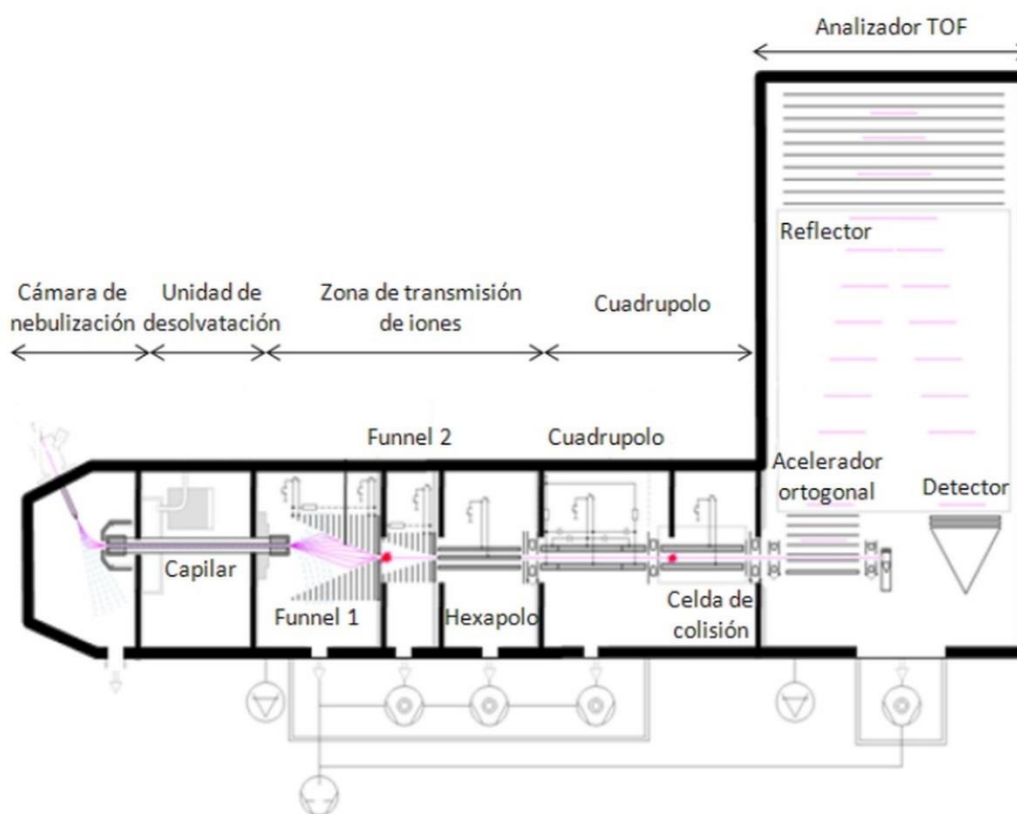 Analizador TOF
Reflector
Cámara de
nebulización
Unidad de
desolvatación
Zona de transmisión
de iones
Cuadrupolo
Funnel 2
Cuadrupolo
Acelerador
ortogonal
Detector
Capilar
Funnel 1
Hexapolo
Celda de
colisión